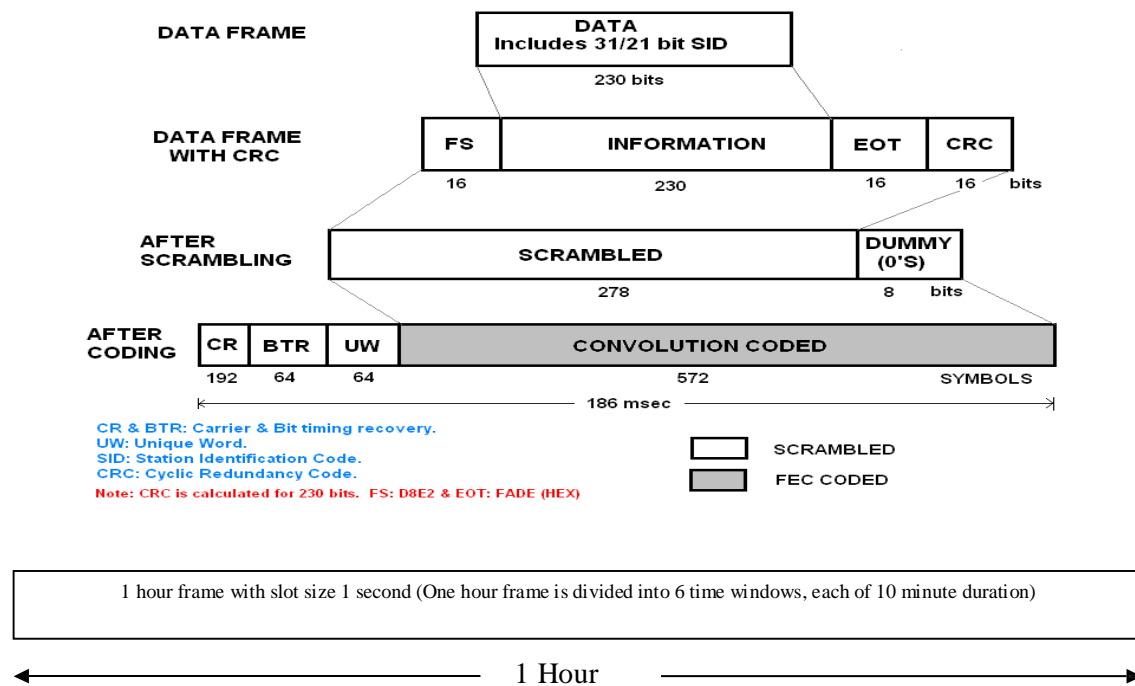 DATA FRAME
DATA
Includes 31/21 bit SID
230 bits
DATA FRAME
WITH CRC
FS
INFORMATION
EOT
CRC
16
230
16
16
bits
AFTER
SCRAMBLING
SCRAMBLED
DUMMY
(0'S)
278
8
bits
AFTER
CODING
CR
BTR
UW
CONVOLUTION CODED
192
64
64
572
SYMBOLS
186 msec
CR & BTR: Carrier & Bit timing recovery.
UW: Unique Word.
SID: Station Identification Code.
CRC: Cyclic Redundancy Code.
Note: CRC is calculated for 230 bits. FS: D8E2 & EOT: FADE (HEX)
SCRAMBLED
FEC CODED
1 hour frame with slot size 1 second (One hour frame is divided into 6 time windows, each of 10 minute duration)
1 Hour